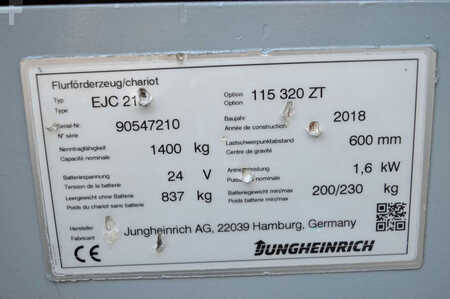 Flurförderzeug/chariot
Typ EJC 21 Option 115 320 ZT
Type Option
Serial-Nr. 90547210 Baujahr 2018
N° série Année de construction
Nenntragfähigkeit 1400 kg Lastschwerpunktabstand 600 mm
Capacité nominale Centre de gravité
Batteriespannung 24 V 1,6 kW
Tension de la batterie nominale
Leergewicht ohne Batterie 837 kg Batteriegewicht min/max 200/230 kg
Poids du chariot sans batterie Poids de la batterie min/max
Hersteller Jungheinrich AG, 22039 Hamburg, Germany
Fabricant JUNGHEINRICH